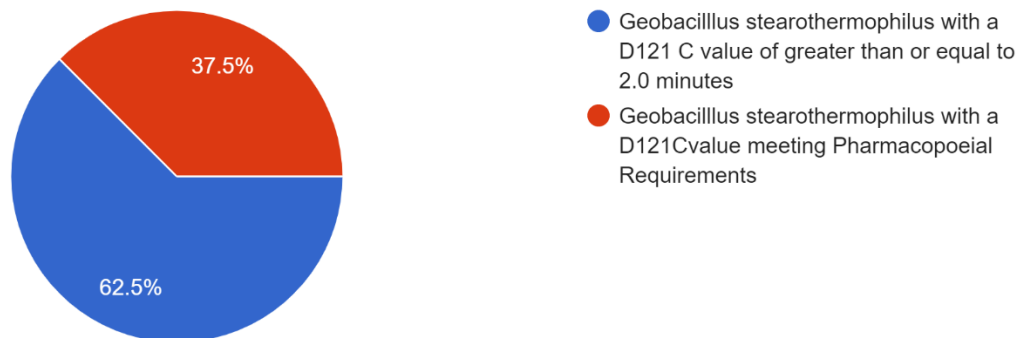 37.5%
62.5%
Geobacilllus stearothermophilus with a
D121 C value of greater than or equal to
2.0 minutes
Geobacilllus stearothermophilus with a
D121Cvalue meeting Pharmacopoeial
Requirements